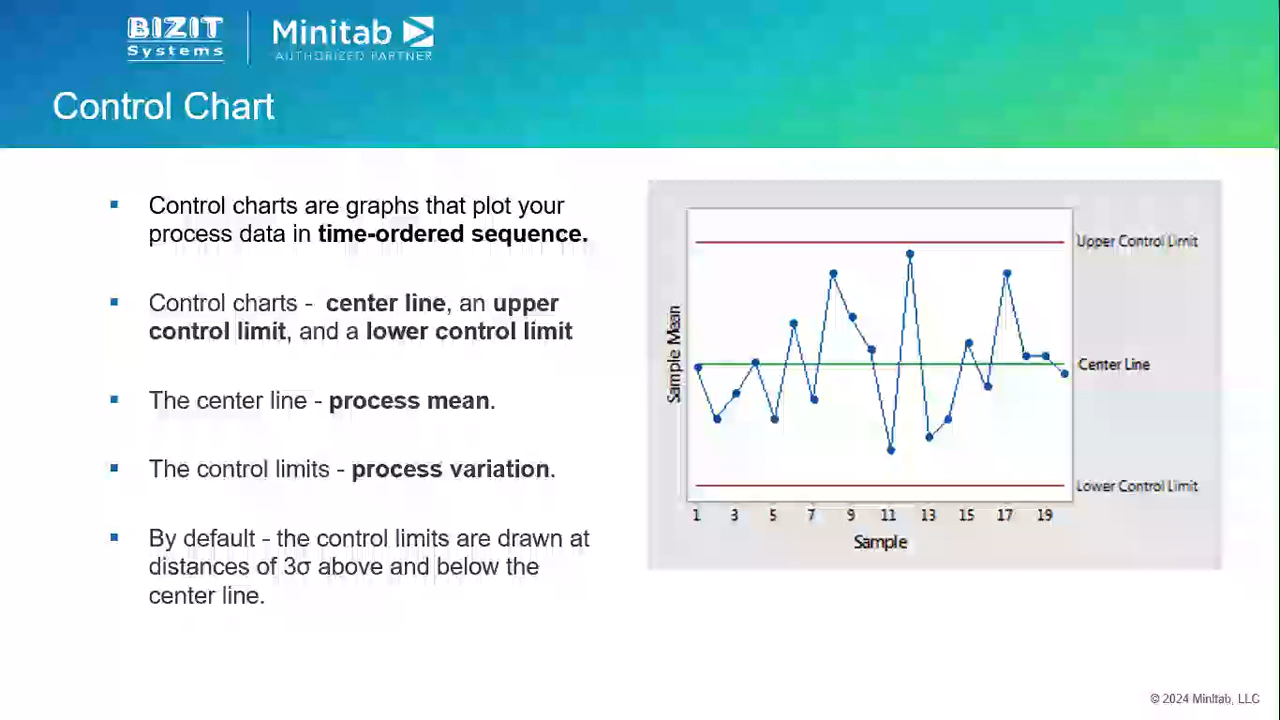 BIZIT
Systems
Minitab
AUTHORIZED PARTNER
Control Chart
▪ Control charts are graphs that plot your
process data in time-ordered sequence.
▪ Control charts - center line, an upper
control limit, and a lower control limit
▪ The center line - process mean.
▪ The control limits - process variation.
▪ By default - the control limits are drawn at
distances of 3σ above and below the
center line.
Sample Mean
Upper Control Limit
Center Line
Lower Control Limit
1 3 5 7 9 11 13 15 17 19
Sample
© 2024 Minitab, LLC